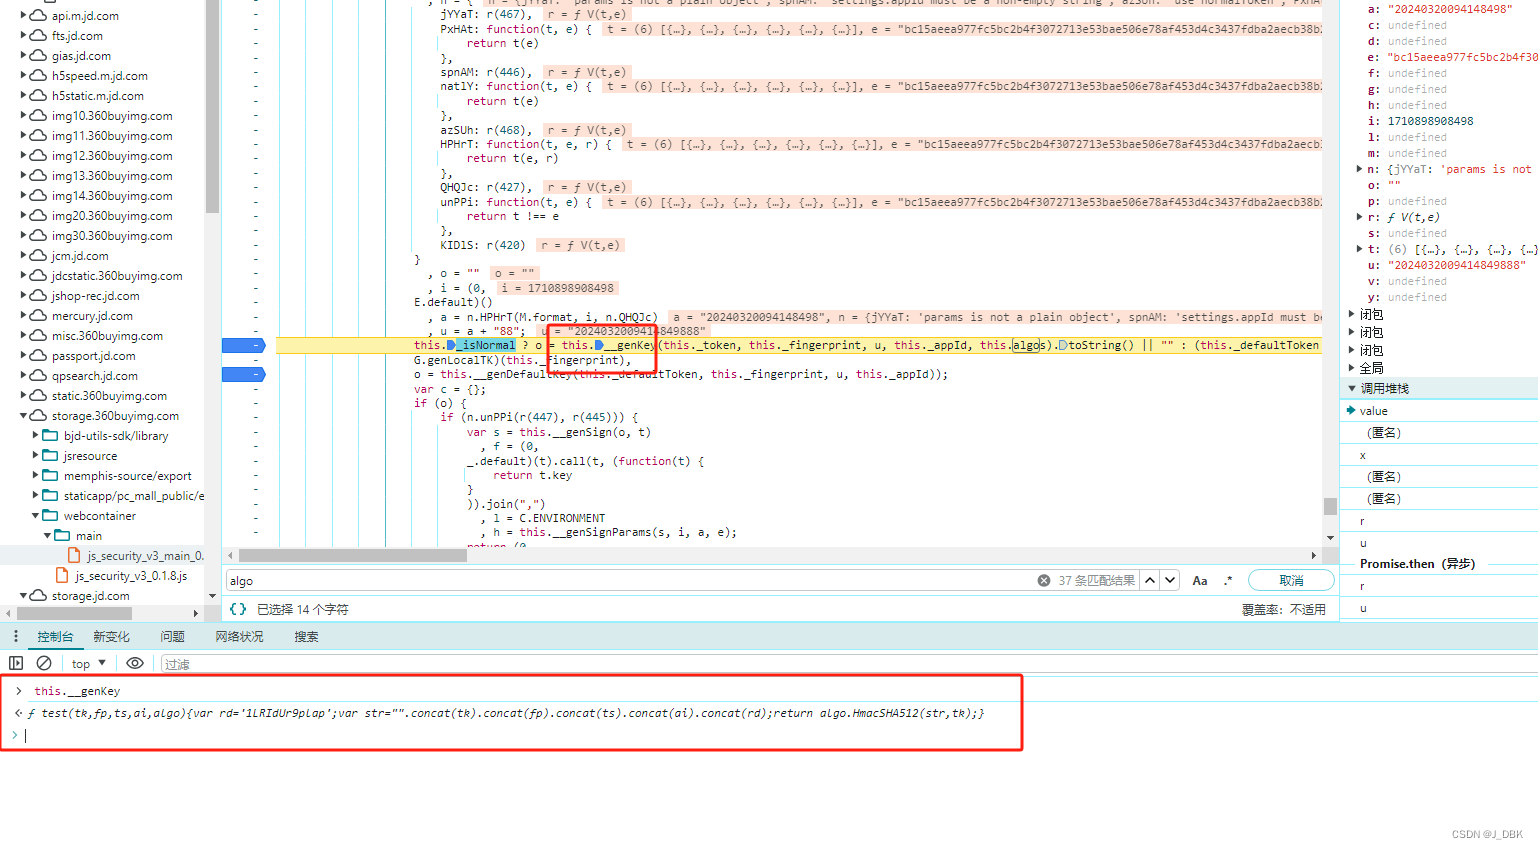 api.m.jd.com
fts.jd.com
gias.jd.com
h5speed.m.jd.com
h5static.m.jd.com
img10.360buyimg.com
img11.360buyimg.com
img12.360buyimg.com
img13.360buyimg.com
img14.360buyimg.com
img20.360buyimg.com
img30.360buyimg.com
jcm.jd.com
jdcstatic.360buyimg.com
jshop-rec.jd.com
mercury.jd.com
misc.360buyimg.com
passport.jd.com
qpsearch.jd.com
static.360buyimg.com
storage.360buyimg.com
bjd-utils-sdk/library
jsresource
memphis-source/export
staticapp/pc_mall_public/e
webcontainer
main
js_security_v3_main_0.
js_security_v3_0.1.8.js
storage.jd.com
jYYaT: r(467), r = ƒ V(t,e)
PxHAt: function(t, e) { t = (6) [{…}, {…}, {…}, {…}, {…}, {…}], e = "bc15aeea977fc5bc2b4f3072713e53bae506e78af453d4c3437fdba2aecb38b2
return t(e)
},
spnAM: r(446), r = ƒ V(t,e)
natlY: function(t, e) { t = (6) [{…}, {…}, {…}, {…}, {…}, {…}], e = "bc15aeea977fc5bc2b4f3072713e53bae506e78af453d4c3437fdba2aecb38b2
return t(e)
},
azSUh: r(468), r = ƒ V(t,e)
HPHrT: function(t, e, r) { t = (6) [{…}, {…}, {…}, {…}, {…}, {…}], e = "bc15aeea977fc5bc2b4f3072713e53bae506e78af453d4c3437fdba2aecb3
return t(e, r)
},
QHQJc: r(427), r = ƒ V(t,e)
unPPi: function(t, e) { t = (6) [{…}, {…}, {…}, {…}, {…}, {…}], e = "bc15aeea977fc5bc2b4f3072713e53bae506e78af453d4c3437fdba2aecb38b2
return t !== e
},
KIDlS: r(420) r = ƒ V(t,e)
}
, o = "" o = ""
, i = (0, i = 1710898908498
E.default)()
, a = n.HPHrT(M.format, i, n.QHQJc) a = "20240320094148498", n = {jYYaT: 'params is not a plain object', spnAM: 'settings.appId must be
, u = a + "88"; u = "2024032009414849888"
this._isNormal ? o = this.__genKey(this._token, this._fingerprint, u, this._appId, this.algos).toString() || "" : (this._defaultToken
G.genLocalTK)(this._fingerprint),
o = this.__genDefaultKey(this._defaultToken, this._fingerprint, u, this._appId));
var c = {};
if (o) {
if (n.unPPi(r(447), r(445))) {
var s = this.__genSign(o, t)
, f = (0,
_.default)(t).call(t, (function(t) {
return t.key
}
)).join(",")
, l = C.ENVIRONMENT
, h = this.__genSignParams(s, i, a, e);
algo
37 条匹配结果
Aa
.*
取消
{} 已选择 14 个字符
覆盖率：不适用
a: "20240320094148498"
c: undefined
d: undefined
e: "bc15aeea977fc5bc2b4f30
f: undefined
g: undefined
h: undefined
i: 1710898908498
l: undefined
m: undefined
n: {jYYaT: 'params is not
o: ""
p: undefined
r: ƒ V(t,e)
s: undefined
t: (6) [{…}, {…}, {…}, {…}
u: "2024032009414849888"
v: undefined
y: undefined
闭包
闭包
闭包
全局
调用堆栈
value
(匿名)
x
(匿名)
(匿名)
r
u
Promise.then（异步）
r
u
控制台 新变化 问题 网络状况 搜索
top 过滤
this.__genKey
ƒ test(tk,fp,ts,ai,algo){var rd='1LRIdUr9plap';var str="".concat(tk).concat(fp).concat(ts).concat(ai).concat(rd);return algo.HmacSHA512(str,tk);}
CSDN @J_DBK